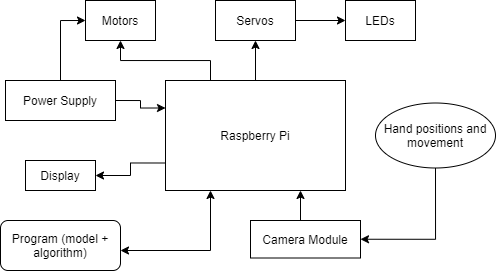 Motors
Servos
LEDs
Power Supply
Raspberry Pi
Hand positions and
movement
Display
Program (model +
algorithm)
Camera Module